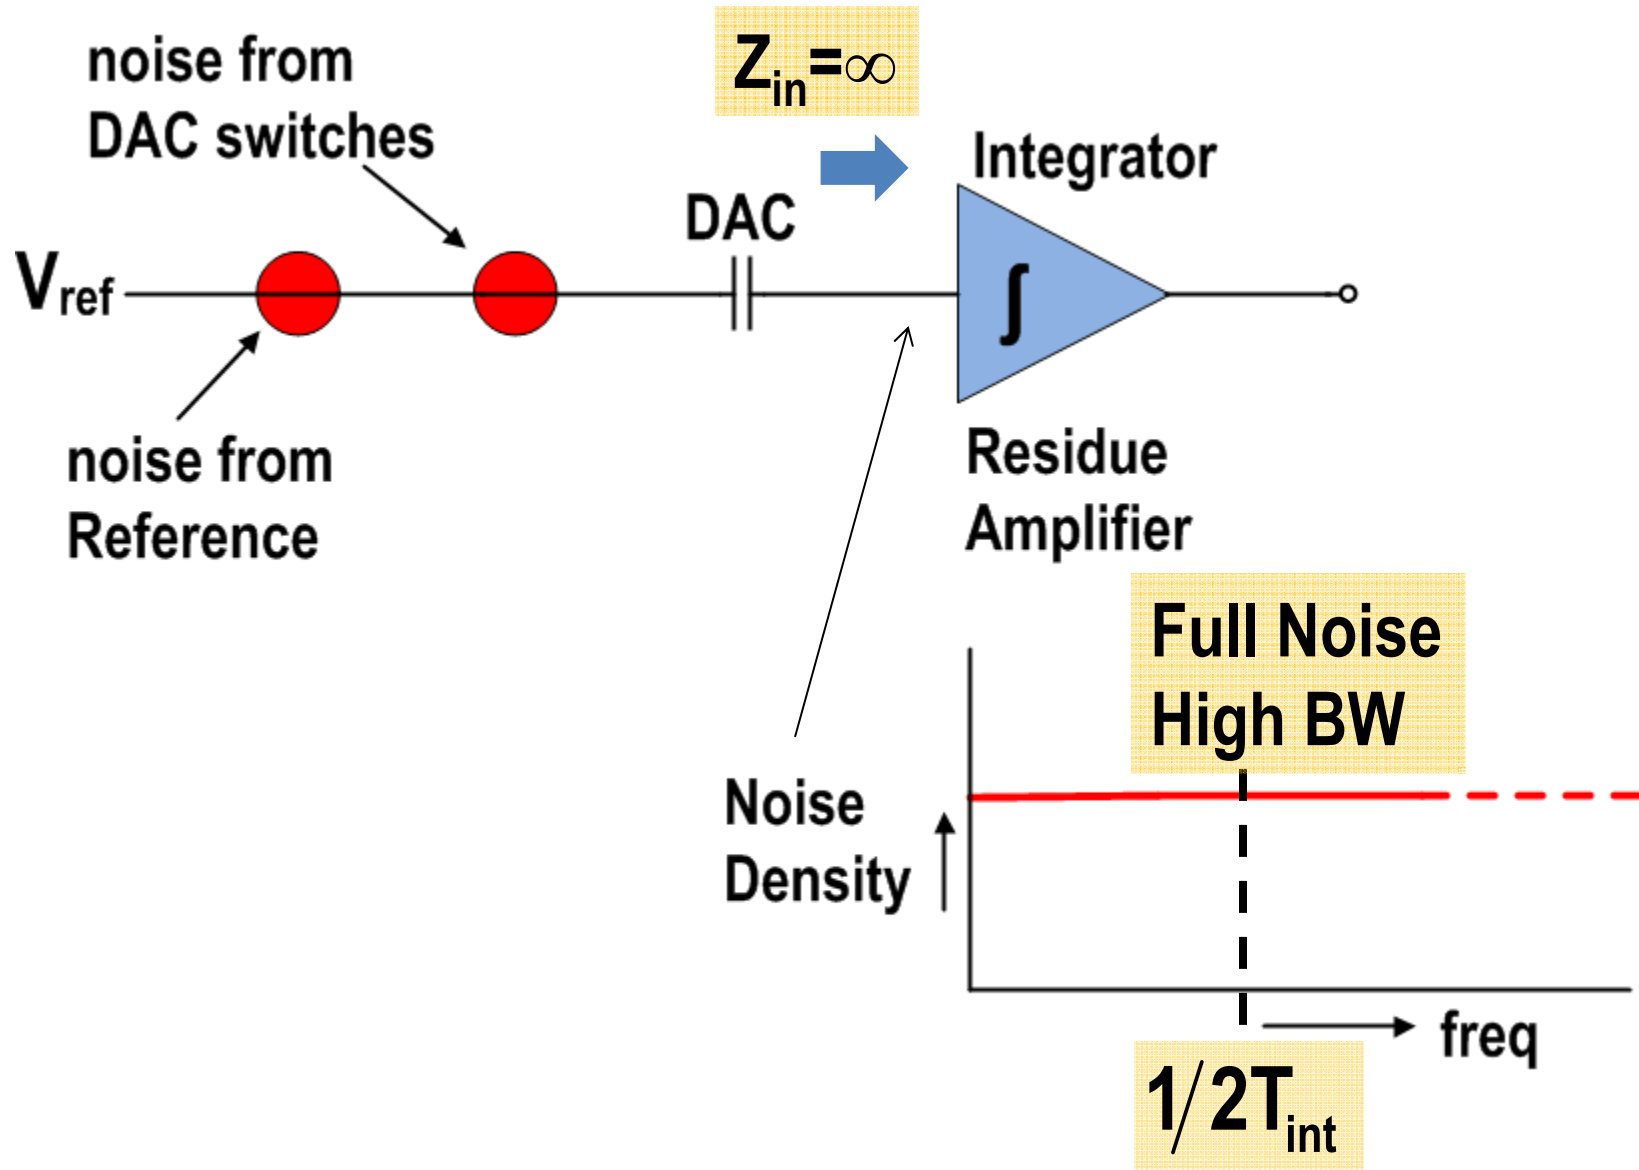 noise from
DAC switches
Zin=∞
Integrator
DAC
Vref
∫
noise from
Reference
Residue
Amplifier
Full Noise
High BW
Noise
Density
freq
1/2Tint